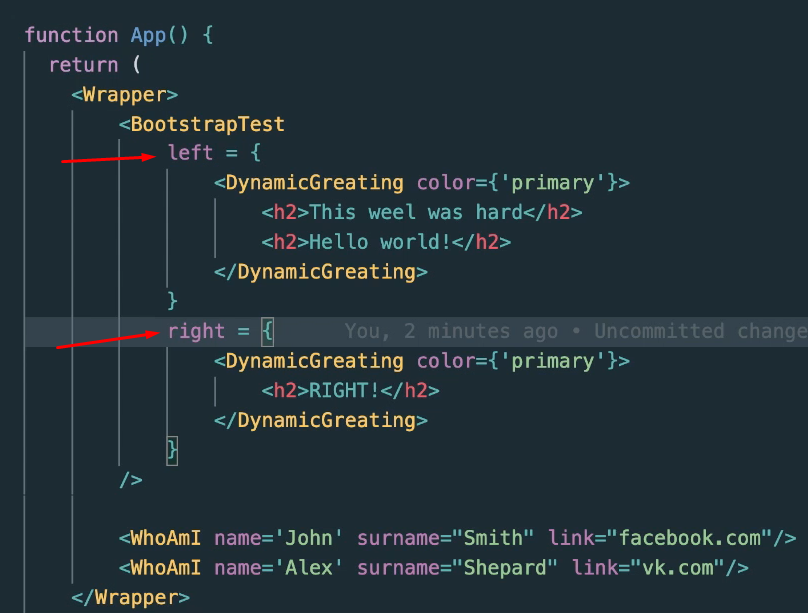 function App() {
return (
<Wrapper>
<BootstrapTest
left = {
<DynamicGreating color={'primary'}>
<h2>This weel was hard</h2>
<h2>Hello world!</h2>
</DynamicGreating>
}
right = { You, 2 minutes ago • Uncommitted change
<DynamicGreating color={'primary'}>
<h2>RIGHT!</h2>
</DynamicGreating>
}
/>
<WhoAmI name='John' surname="Smith" link="facebook.com"/>
<WhoAmI name='Alex' surname="Shepard" link="vk.com"/>
</Wrapper>